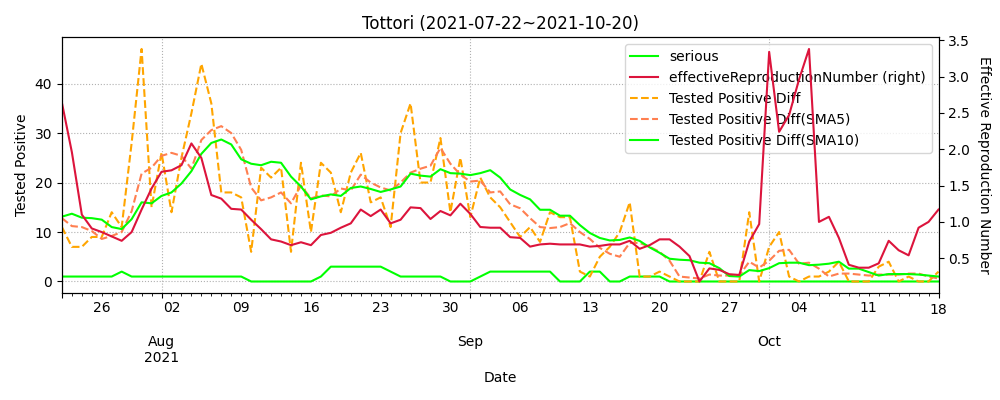 Tottori (2021-07-22~2021-10-20)
serious
effectiveReproductionNumber (right)
Tested Positive Diff
Tested Positive Diff(SMA5)
Tested Positive Diff(SMA10)
Tested Positive
40
30
20
10
0
3.5
3.0
2.5
2.0
1.5
1.0
0.5
Effective Reproduction Number
26 02 09 16 23 30 06 13 20 27 04 11 18
Aug Sep Oct
2021
Date